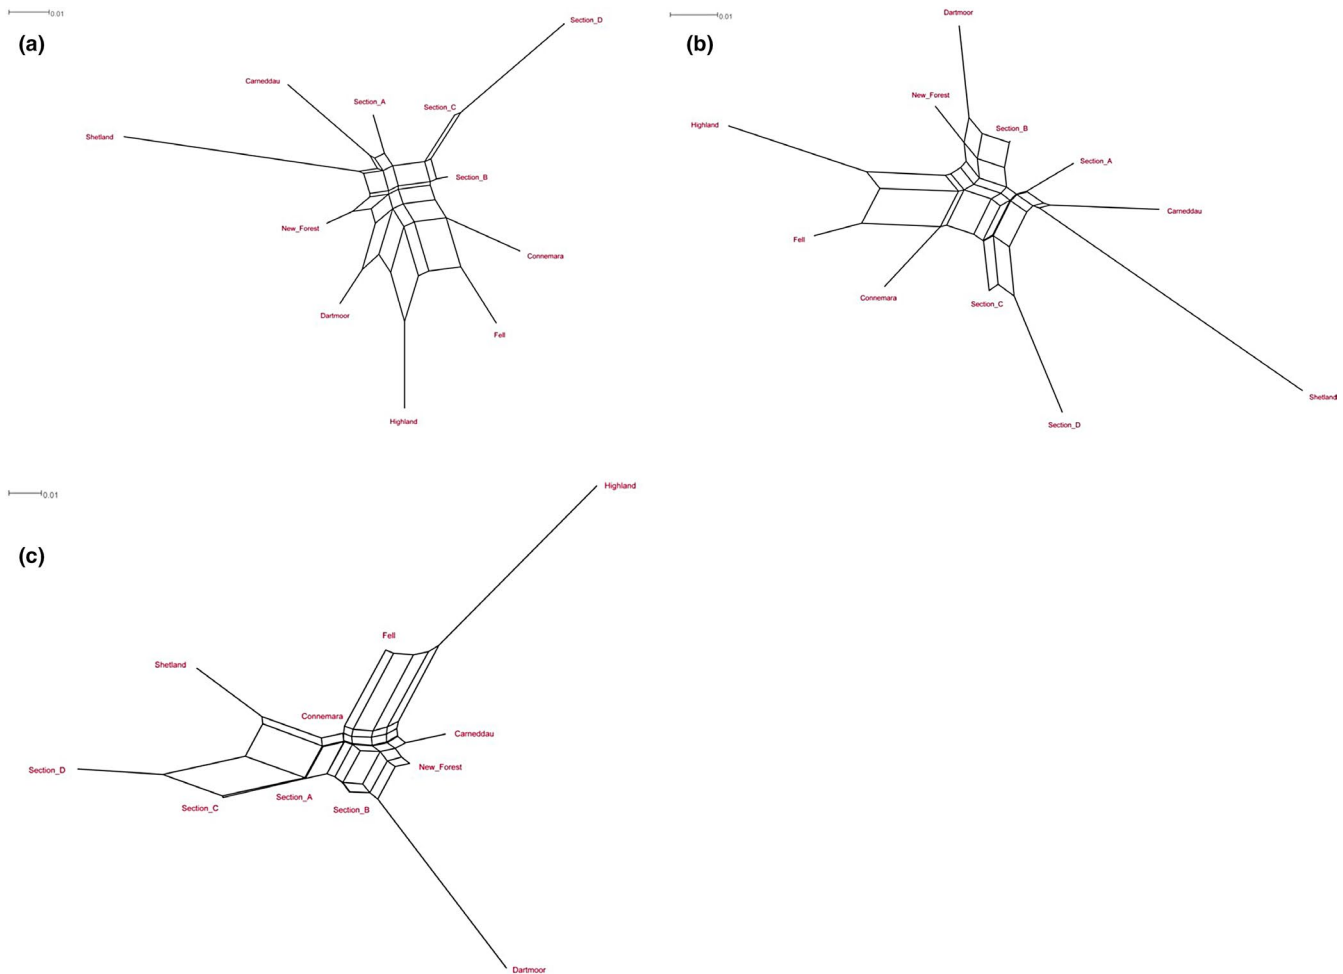 0.01
(a)
Section_D
Carneddau
Section_A
Section_C
Shetland
Section_B
New_Forest
Connemara
Dartmoor
Fell
Highland
0.01
(b)
Dartmoor
New_Forest
Highland
Section_B
Section_A
Carneddau
Fell
Connemara
Section_C
Shetland
Section_D
0.01
(c)
Highland
Fell
Shetland
Connemara
Carneddau
New_Forest
Section_D
Section_A
Section_C
Section_B
Dartmoor